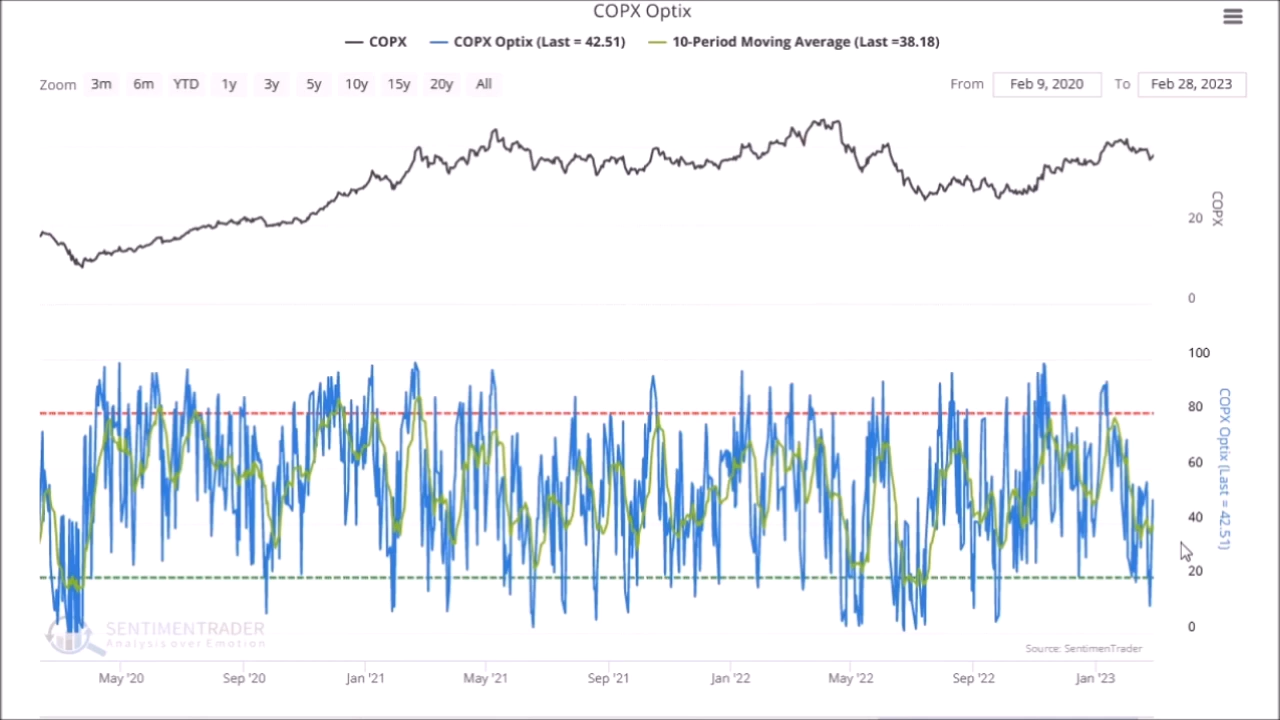 COPX Optix
COPX COPX Optix (Last = 42.51) 10-Period Moving Average (Last =38.18)
Zoom 3m 6m YTD 1y 3y 5y 10y 15y 20y All From Feb 9, 2020 To Feb 28, 2023
20
0
COPX
100
80
60
40
20
0
COPX Optix (Last = 42.51)
SENTIMENTRADER
Analysis over Emotion
Source: SentimenTrader
May '20 Sep '20 Jan '21 May '21 Sep '21 Jan '22 May '22 Sep '22 Jan '23